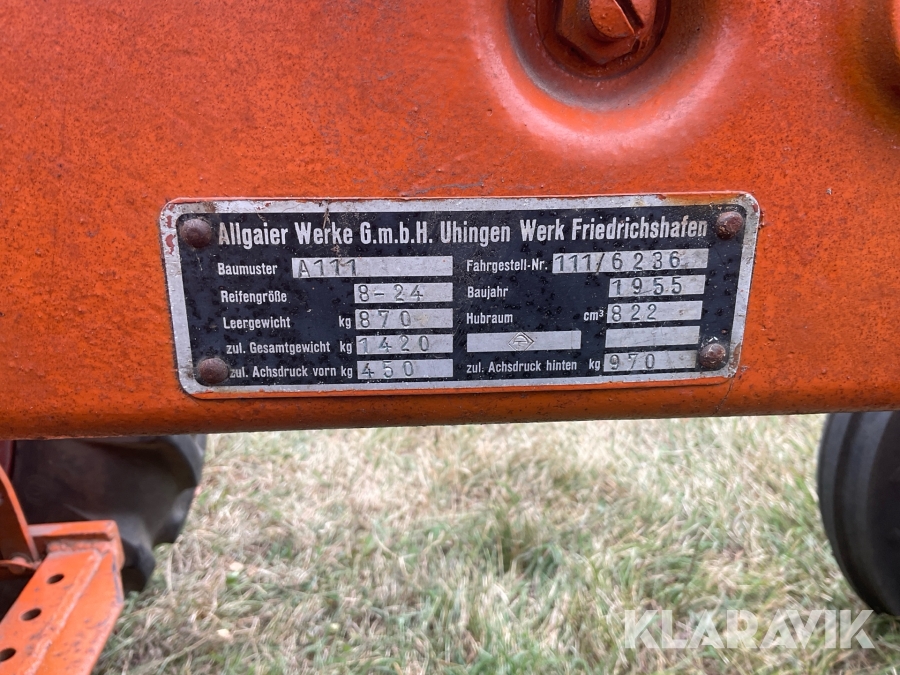 Allgaier Werke G.m.b.H. Uhingen Werk Friedrichshafen
Baumuster A111 Fahrgestell-Nr. 111/6236
Reifengröße 8-24 Baujahr 1955
Leergewicht kg 870 Hubraum cm³ 822
zul. Gesamtgewicht kg 1420
zul. Achsdruck vorn kg 450 zul. Achsdruck hinten kg 970
KLARAVIK